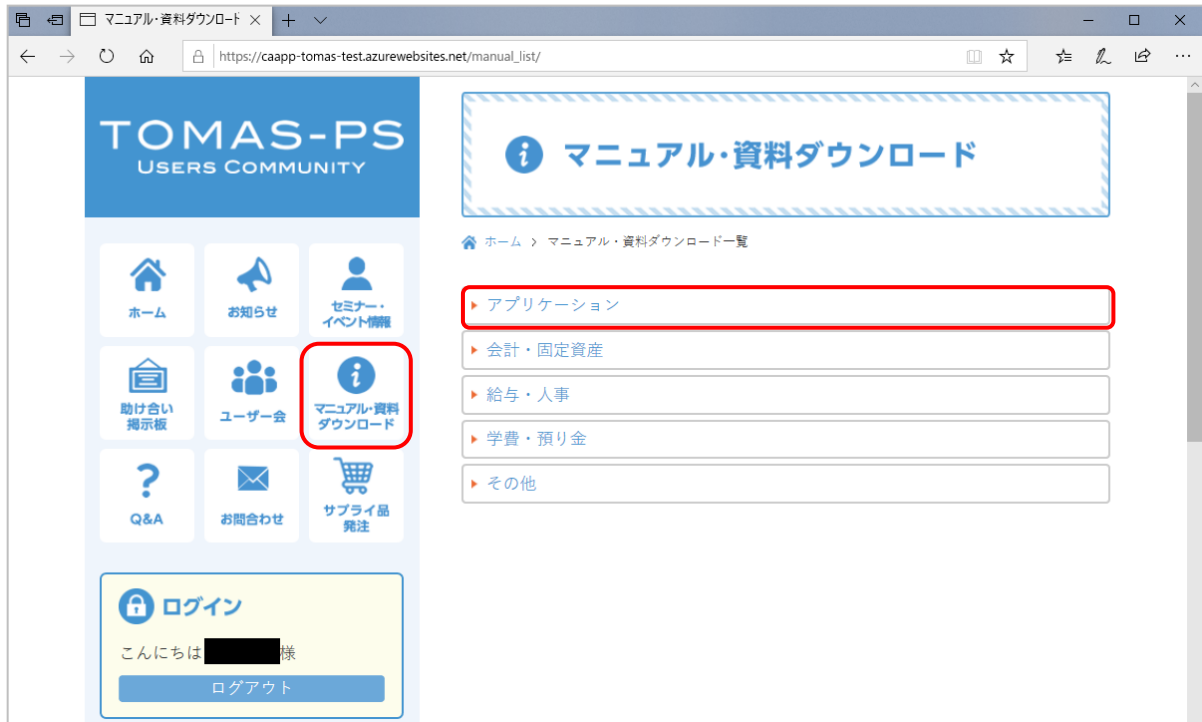 マニュアル・資料ダウンロード
https://caapp-tomas-test.azurewebsites.net/manual_list/
TOMAS-PS
USERS COMMUNITY
ホーム
お知らせ
セミナー・
イベント情報
助け合い
掲示板
ユーザー会
マニュアル・資料
ダウンロード
Q&A
お問合わせ
サプライ品
発注
ログイン
こんにちは 様
ログアウト
マニュアル・資料ダウンロード
ホーム > マニュアル・資料ダウンロード一覧
アプリケーション
会計・固定資産
給与・人事
学費・預り金
その他